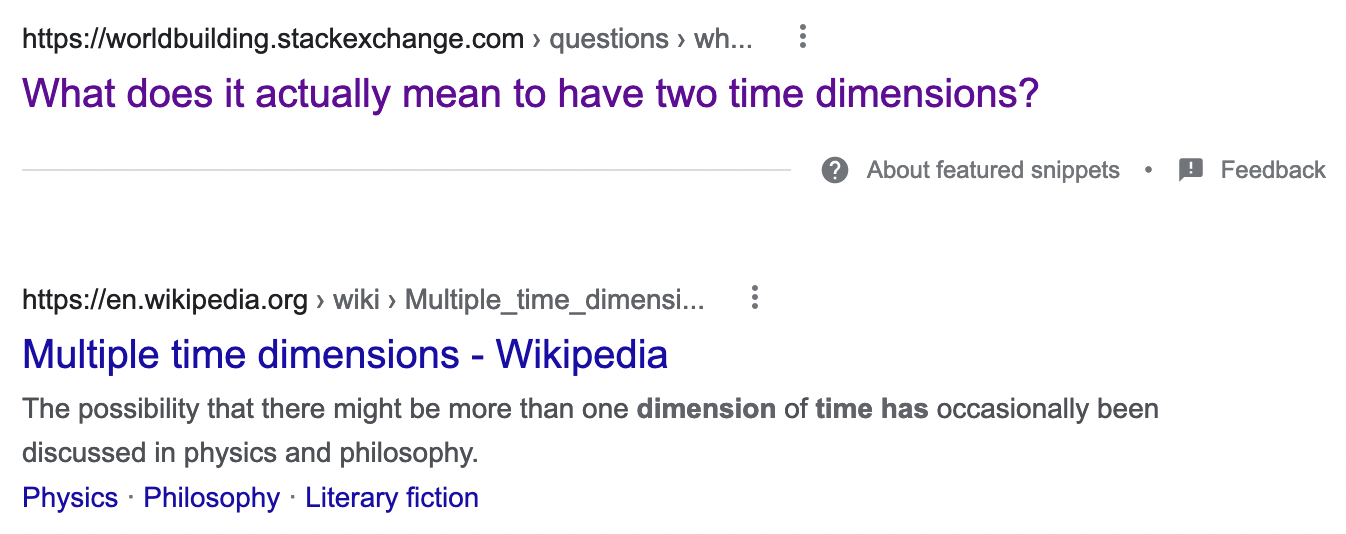 https://worldbuilding.stackexchange.com › questions › wh...
What does it actually mean to have two time dimensions?
About featured snippets • Feedback
https://en.wikipedia.org › wiki › Multiple_time_dimensi...
Multiple time dimensions - Wikipedia
The possibility that there might be more than one dimension of time has occasionally been
discussed in physics and philosophy.
Physics · Philosophy · Literary fiction